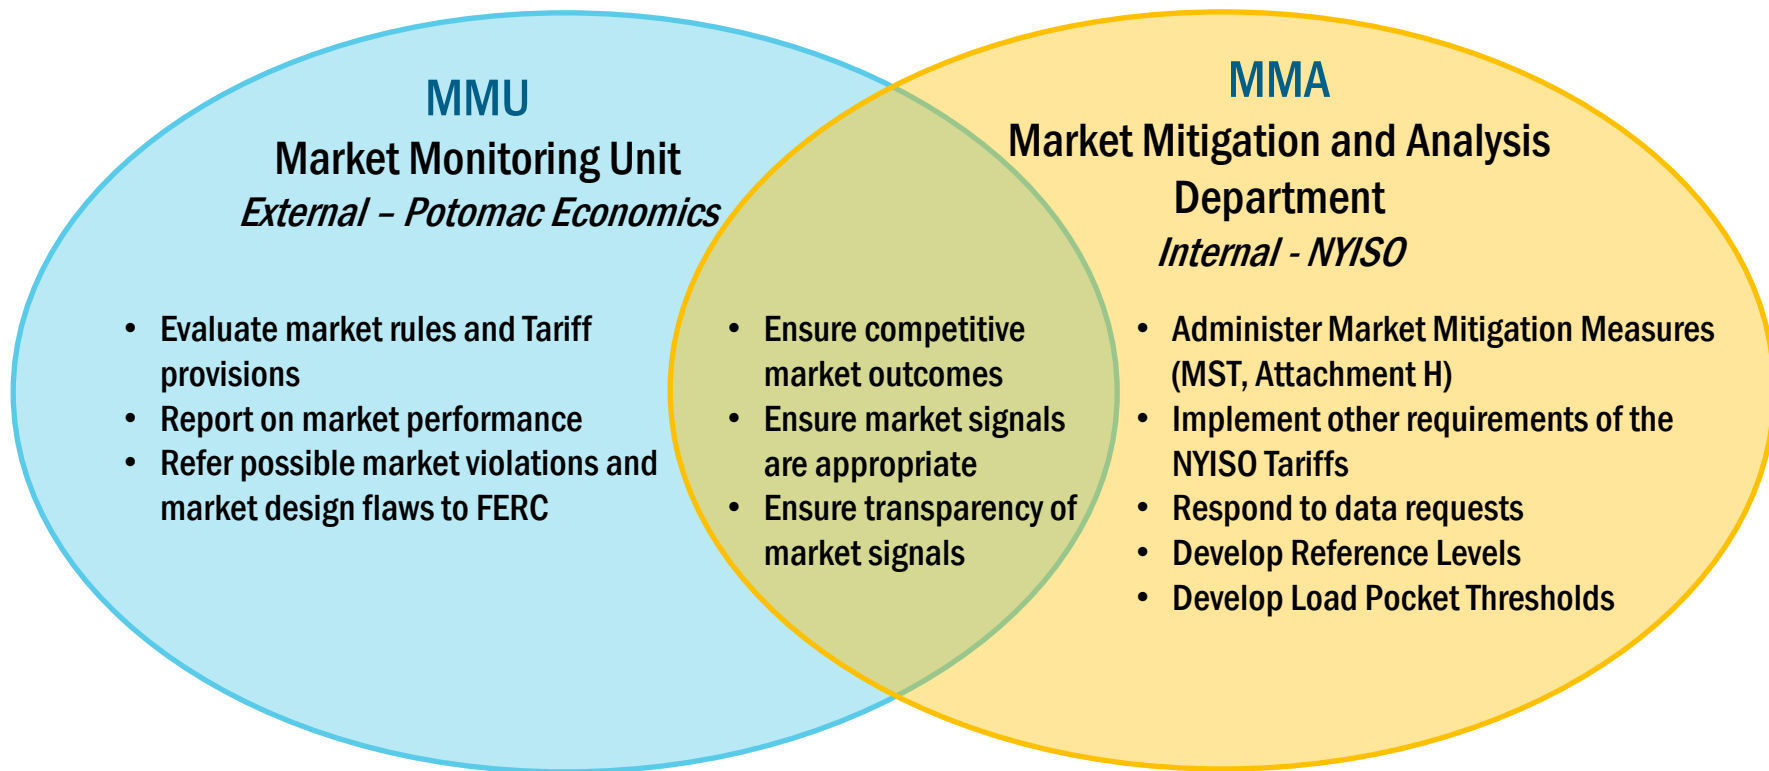 MMU
Market Monitoring Unit
External – Potomac Economics
• Evaluate market rules and Tariff
provisions
• Report on market performance
• Refer possible market violations and
market design flaws to FERC
• Ensure competitive
market outcomes
• Ensure market signals
are appropriate
• Ensure transparency of
market signals
MMA
Market Mitigation and Analysis
Department
Internal - NYISO
• Administer Market Mitigation Measures
(MST, Attachment H)
• Implement other requirements of the
NYISO Tariffs
• Respond to data requests
• Develop Reference Levels
• Develop Load Pocket Thresholds